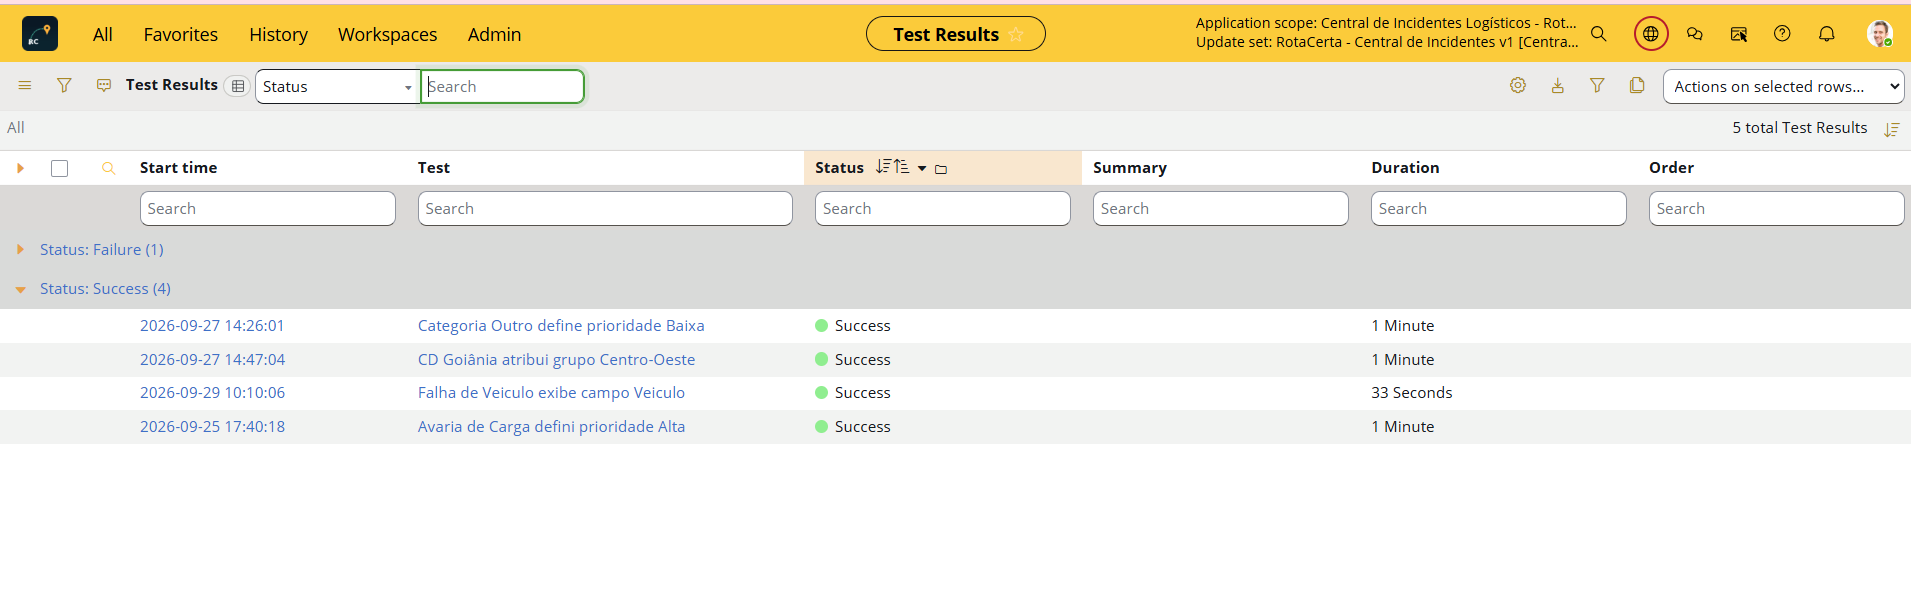 RC
All Favorites History Workspaces Admin
Test Results
Application scope: Central de Incidentes Logísticos - Rot...
Update set: RotaCerta - Central de Incidentes v1 [Centra...
Test Results Status Search Actions on selected rows...
All 5 total Test Results
Start time Test Status Summary Duration Order
Search Search Search Search Search Search
Status: Failure (1)
Status: Success (4)
2026-09-27 14:26:01 Categoria Outro define prioridade Baixa Success 1 Minute
2026-09-27 14:47:04 CD Goiânia atribui grupo Centro-Oeste Success 1 Minute
2026-09-29 10:10:06 Falha de Veiculo exibe campo Veiculo Success 33 Seconds
2026-09-25 17:40:18 Avaria de Carga defini prioridade Alta Success 1 Minute